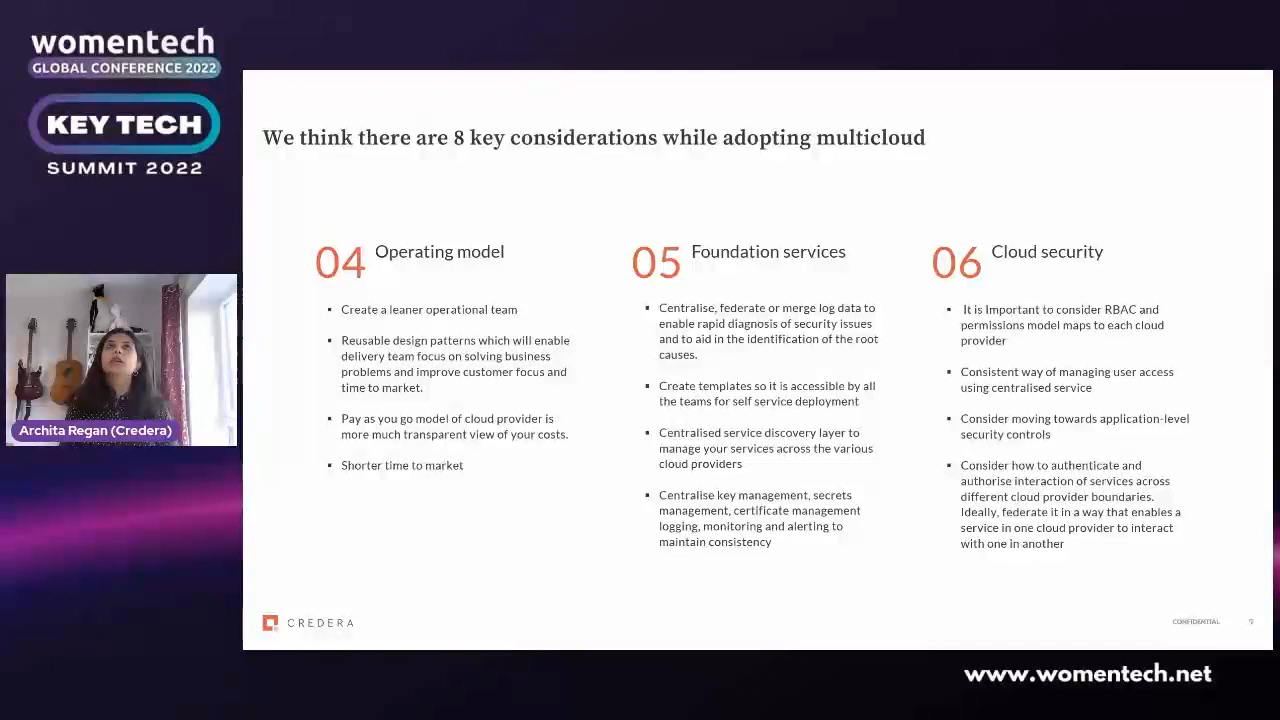 womentech
GLOBAL CONFERENCE 2022
KEY TECH
SUMMIT 2022
We think there are 8 key considerations while adopting multicloud
04 Operating model
Create a leaner operational team
Reusable design patterns which will enable
delivery team focus on solving business
problems and improve customer focus and
time to market.
Pay as you go model of cloud provider is
more much transparent view of your costs.
Shorter time to market
05 Foundation services
Centralise, federate or merge log data to
enable rapid diagnosis of security issues
and to aid in the identification of the root
causes.
Create templates so it is accessible by all
the teams for self service deployment
Centralised service discovery layer to
manage your services across the various
cloud providers
Centralise key management, secrets
management, certificate management
logging, monitoring and alerting to
maintain consistency
06 Cloud security
It is Important to consider RBAC and
permissions model maps to each cloud
provider
Consistent way of managing user access
using centralised service
Consider moving towards application-level
security controls
Consider how to authenticate and
authorise interaction of services across
different cloud provider boundaries.
Ideally, federate it in a way that enables a
service in one cloud provider to interact
with one in another
Archita Regan (Credera)
CREDERA
CONFIDENTIAL
9
www.womentech.net